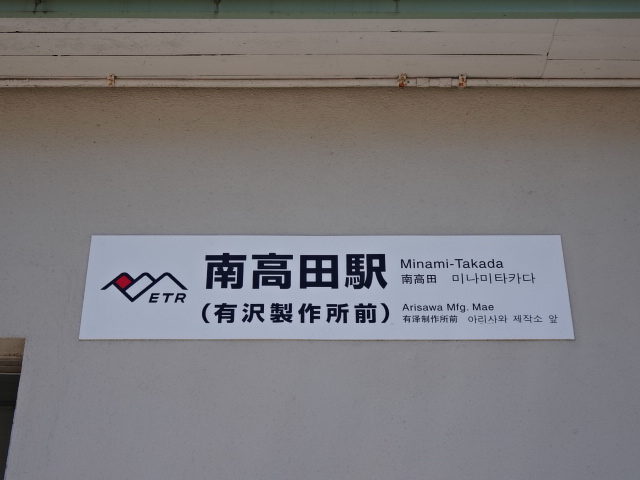 ETR
南高田駅
Minami-Takada
南高田 미나미타카다
(有沢製作所前)
Arisawa Mfg. Mae
有泽制作所前 아리사와 제작소 앞